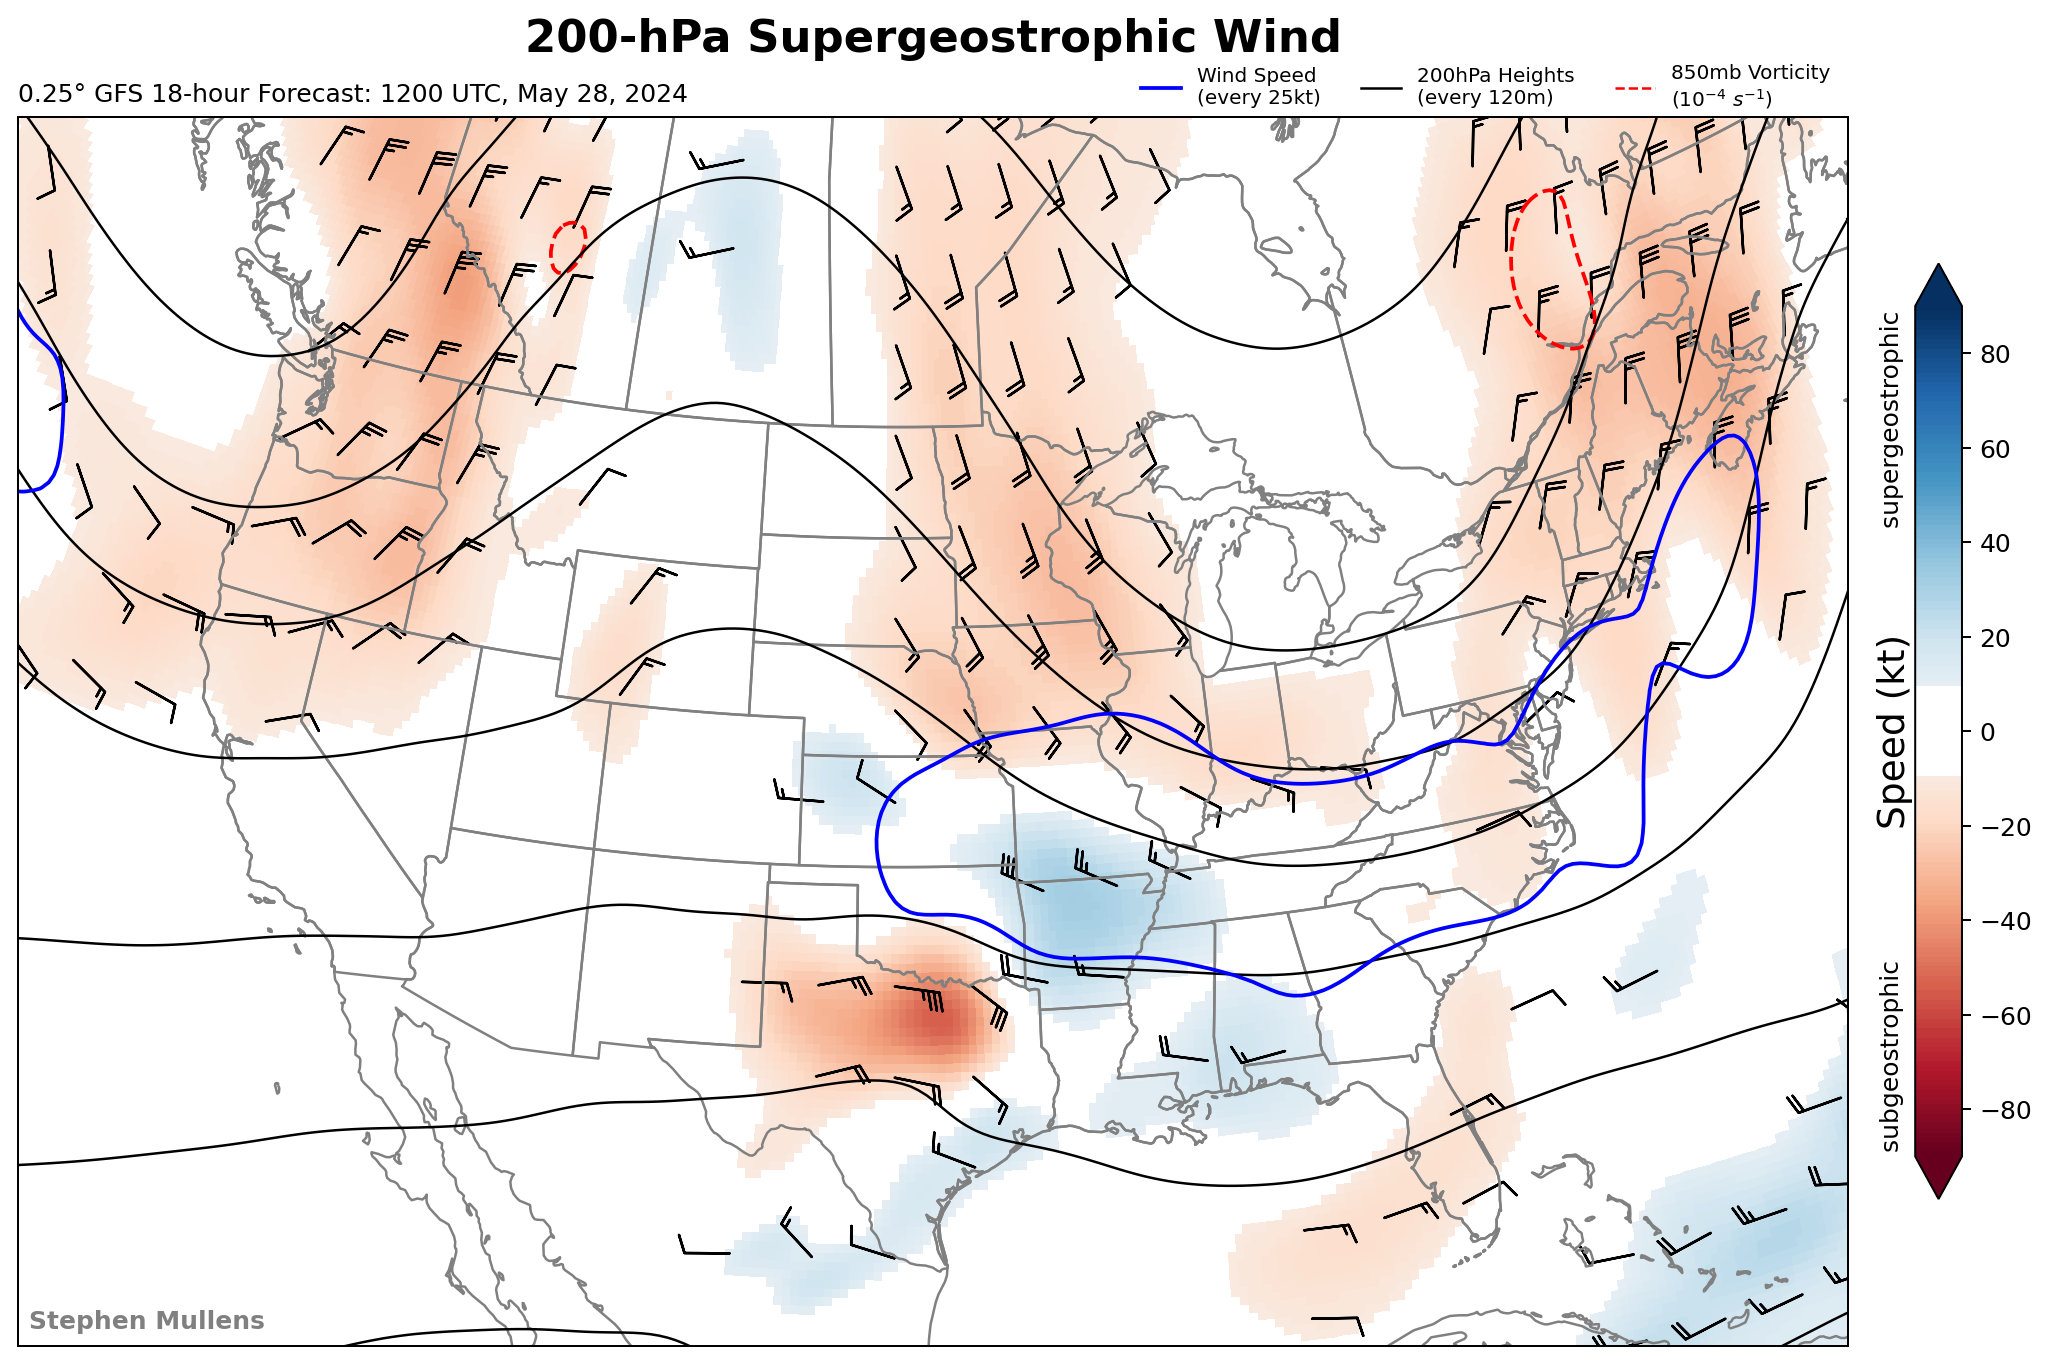 200-hPa Supergeostrophic Wind
0.25° GFS 18-hour Forecast: 1200 UTC, May 28, 2024
Wind Speed
(every 25kt)
200hPa Heights
(every 120m)
850mb Vorticity
(10⁻⁴ s⁻¹)
supergeostrophic
Speed (kt)
subgeostrophic
80
60
40
20
0
−20
−40
−60
−80
Stephen Mullens